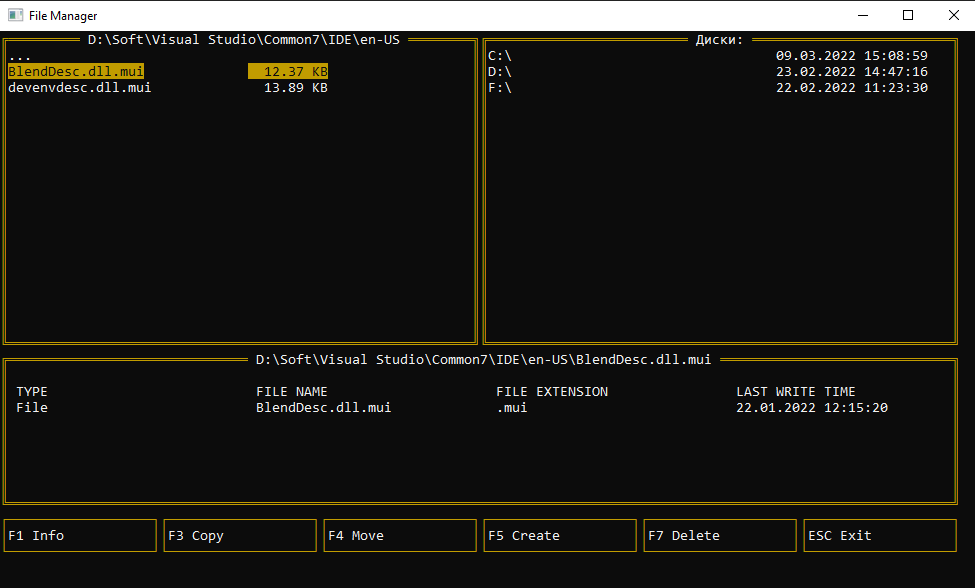 File Manager
D:\Soft\Visual Studio\Common7\IDE\en-US
...
BlendDesc.dll.mui 12.37 KB
devenvdesc.dll.mui 13.89 KB
Диски:
C:\ 09.03.2022 15:08:59
D:\ 23.02.2022 14:47:16
F:\ 22.02.2022 11:23:30
D:\Soft\Visual Studio\Common7\IDE\en-US\BlendDesc.dll.mui
TYPE FILE NAME FILE EXTENSION LAST WRITE TIME
File BlendDesc.dll.mui .mui 22.01.2022 12:15:20
F1 Info F3 Copy F4 Move F5 Create F7 Delete ESC Exit